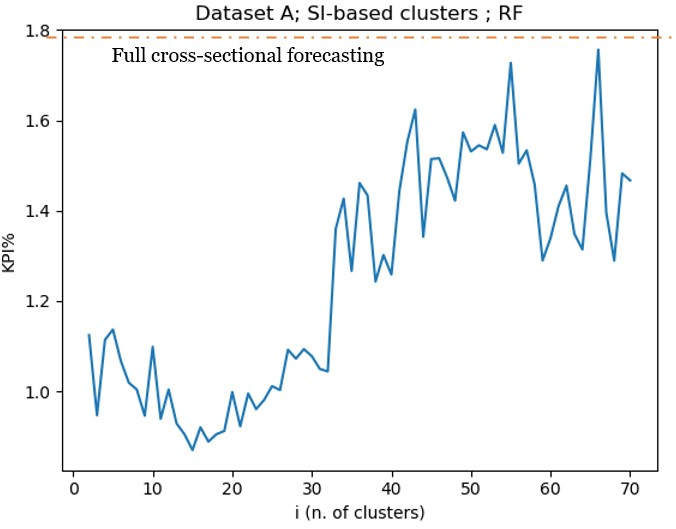 Dataset A; SI-based clusters ; RF
Full cross-sectional forecasting
1.8
1.6
1.4
1.2
1.0
KPI%
0 10 20 30 40 50 60 70
i (n. of clusters)